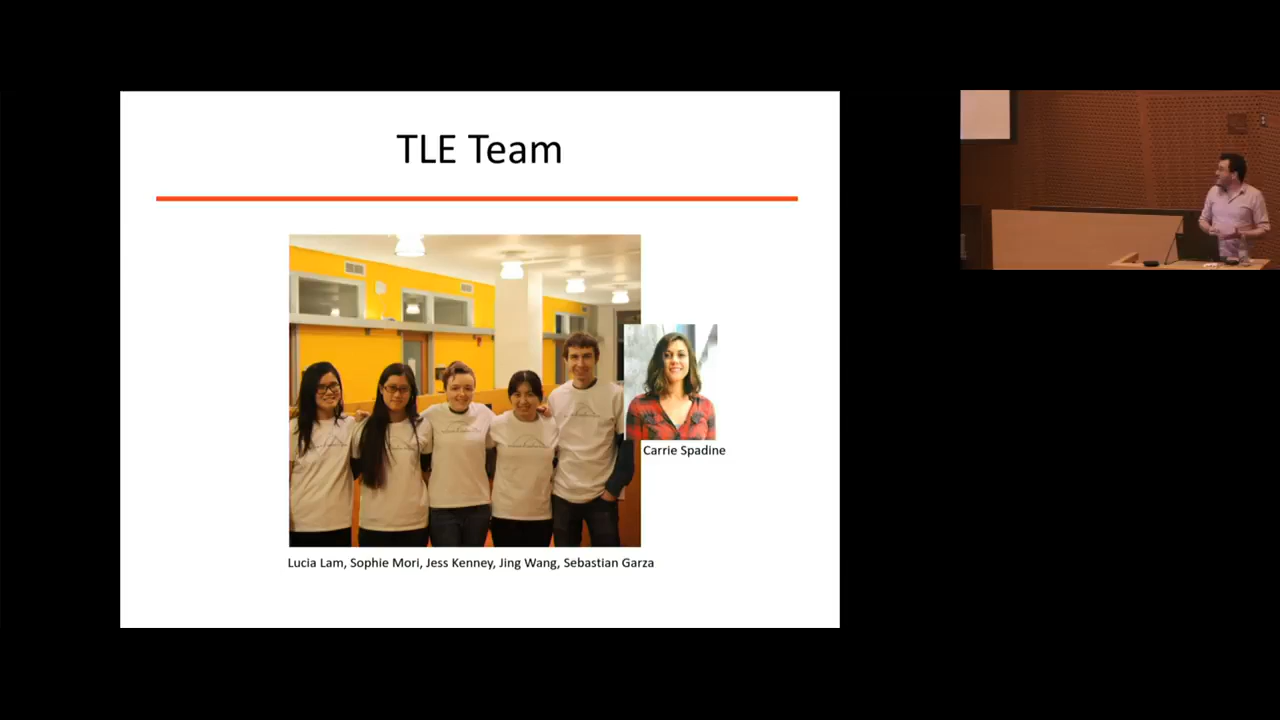 TLE Team
Carrie Spadine
Lucia Lam, Sophie Mori, Jess Kenney, Jing Wang, Sebastian Garza